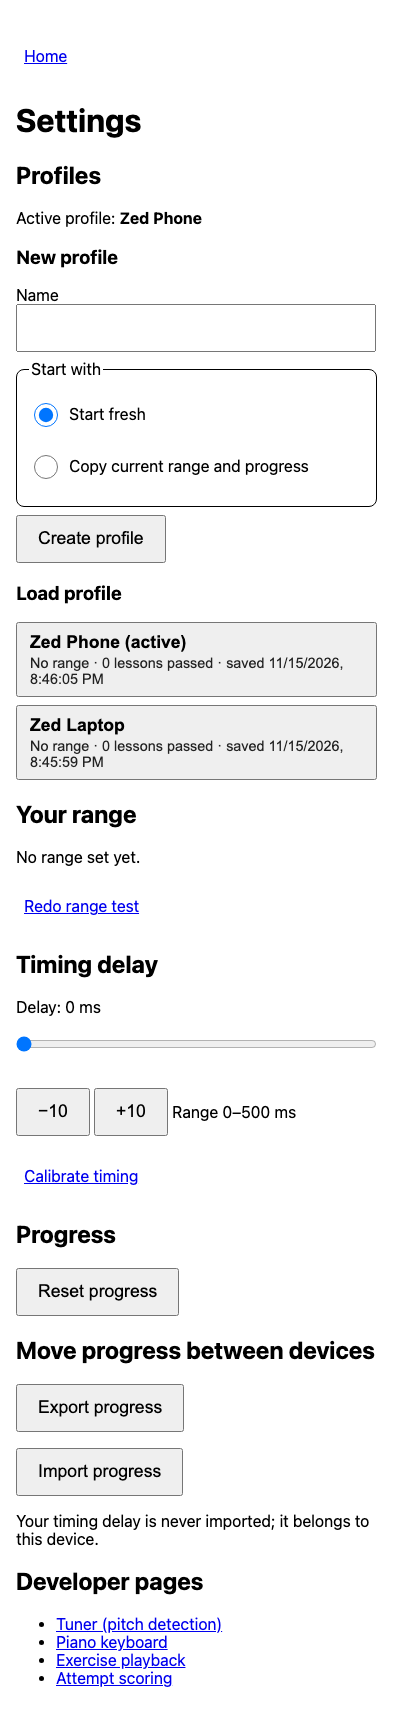 Home
Settings
Profiles
Active profile: Zed Phone
New profile
Name
Start with
Start fresh
Copy current range and progress
Create profile
Load profile
Zed Phone (active)
No range · 0 lessons passed · saved 11/15/2026,
8:46:05 PM
Zed Laptop
No range · 0 lessons passed · saved 11/15/2026,
8:45:59 PM
Your range
No range set yet.
Redo range test
Timing delay
Delay: 0 ms
−10 +10 Range 0–500 ms
Calibrate timing
Progress
Reset progress
Move progress between devices
Export progress
Import progress
Your timing delay is never imported; it belongs to
this device.
Developer pages
Tuner (pitch detection)
Piano keyboard
Exercise playback
Attempt scoring